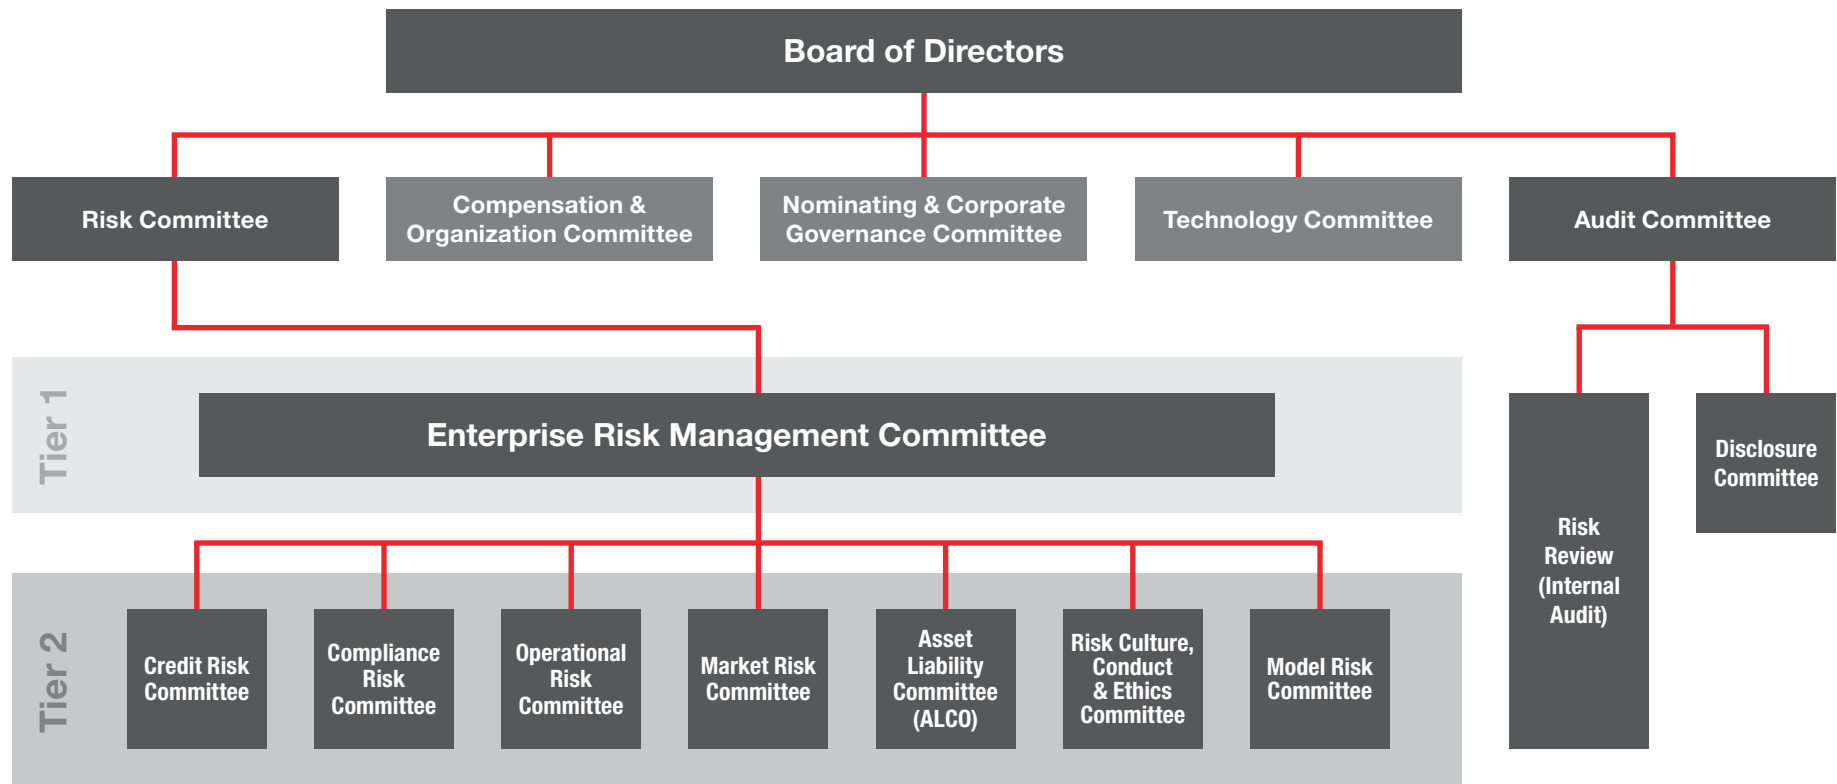 Board of Directors
Risk Committee
Compensation &
Organization Committee
Nominating & Corporate
Governance Committee
Technology Committee
Audit Committee
Tier 1
Enterprise Risk Management Committee
Risk
Review
(Internal
Audit)
Disclosure
Committee
Tier 2
Credit Risk
Committee
Compliance
Risk
Committee
Operational
Risk
Committee
Market Risk
Committee
Asset
Liability
Committee
(ALCO)
Risk Culture,
Conduct
& Ethics
Committee
Model Risk
Committee